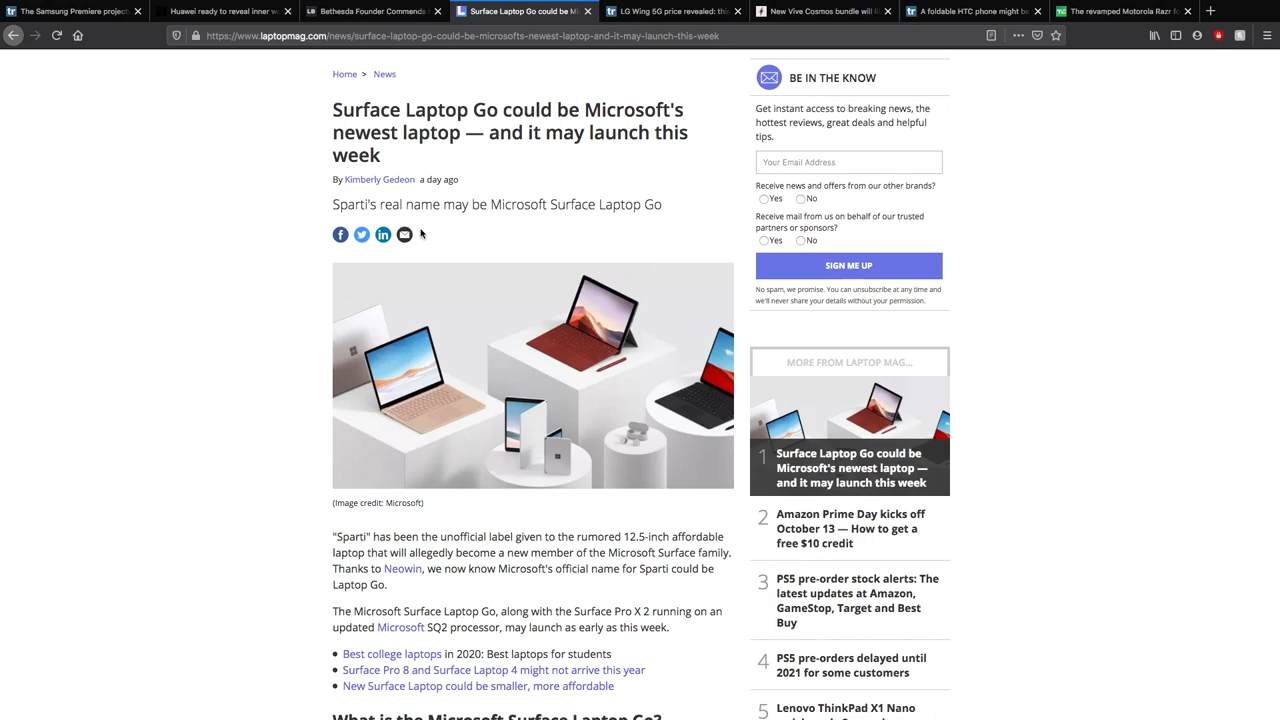 The Samsung Premiere project
Huawei ready to reveal inner w
Bethesda Founder Commends
Surface Laptop Go could be Mi
LG Wing 5G price revealed: this
New Vive Cosmos bundle will l
A foldable HTC phone might be
The revamped Motorola Razr fo
https://www.laptopmag.com/news/surface-laptop-go-could-be-microsofts-newest-laptop-and-it-may-launch-this-week
Home > News
Surface Laptop Go could be Microsoft's
newest laptop — and it may launch this
week
By Kimberly Gedeon a day ago
Sparti's real name may be Microsoft Surface Laptop Go
(Image credit: Microsoft)
"Sparti" has been the unofficial label given to the rumored 12.5-inch affordable
laptop that will allegedly become a new member of the Microsoft Surface family.
Thanks to Neowin, we now know Microsoft's official name for Sparti could be
Laptop Go.
The Microsoft Surface Laptop Go, along with the Surface Pro X 2 running on an
updated Microsoft SQ2 processor, may launch as early as this week.
Best college laptops in 2020: Best laptops for students
Surface Pro 8 and Surface Laptop 4 might not arrive this year
New Surface Laptop could be smaller, more affordable
What is the Microsoft Surface Laptop Go?
BE IN THE KNOW
Get instant access to breaking news, the
hottest reviews, great deals and helpful
tips.
Your Email Address
Receive news and offers from our other brands?
Yes No
Receive mail from us on behalf of our trusted
partners or sponsors?
Yes No
SIGN ME UP
No spam, we promise. You can unsubscribe at any time and
we'll never share your details without your permission.
MORE FROM LAPTOP MAG...
1 Surface Laptop Go could be
Microsoft's newest laptop —
and it may launch this week
2 Amazon Prime Day kicks off
October 13 — How to get a
free $10 credit
3 PS5 pre-order stock alerts: The
latest updates at Amazon,
GameStop, Target and Best
Buy
4 PS5 pre-orders delayed until
2021 for some customers
5 Lenovo ThinkPad X1 Nano